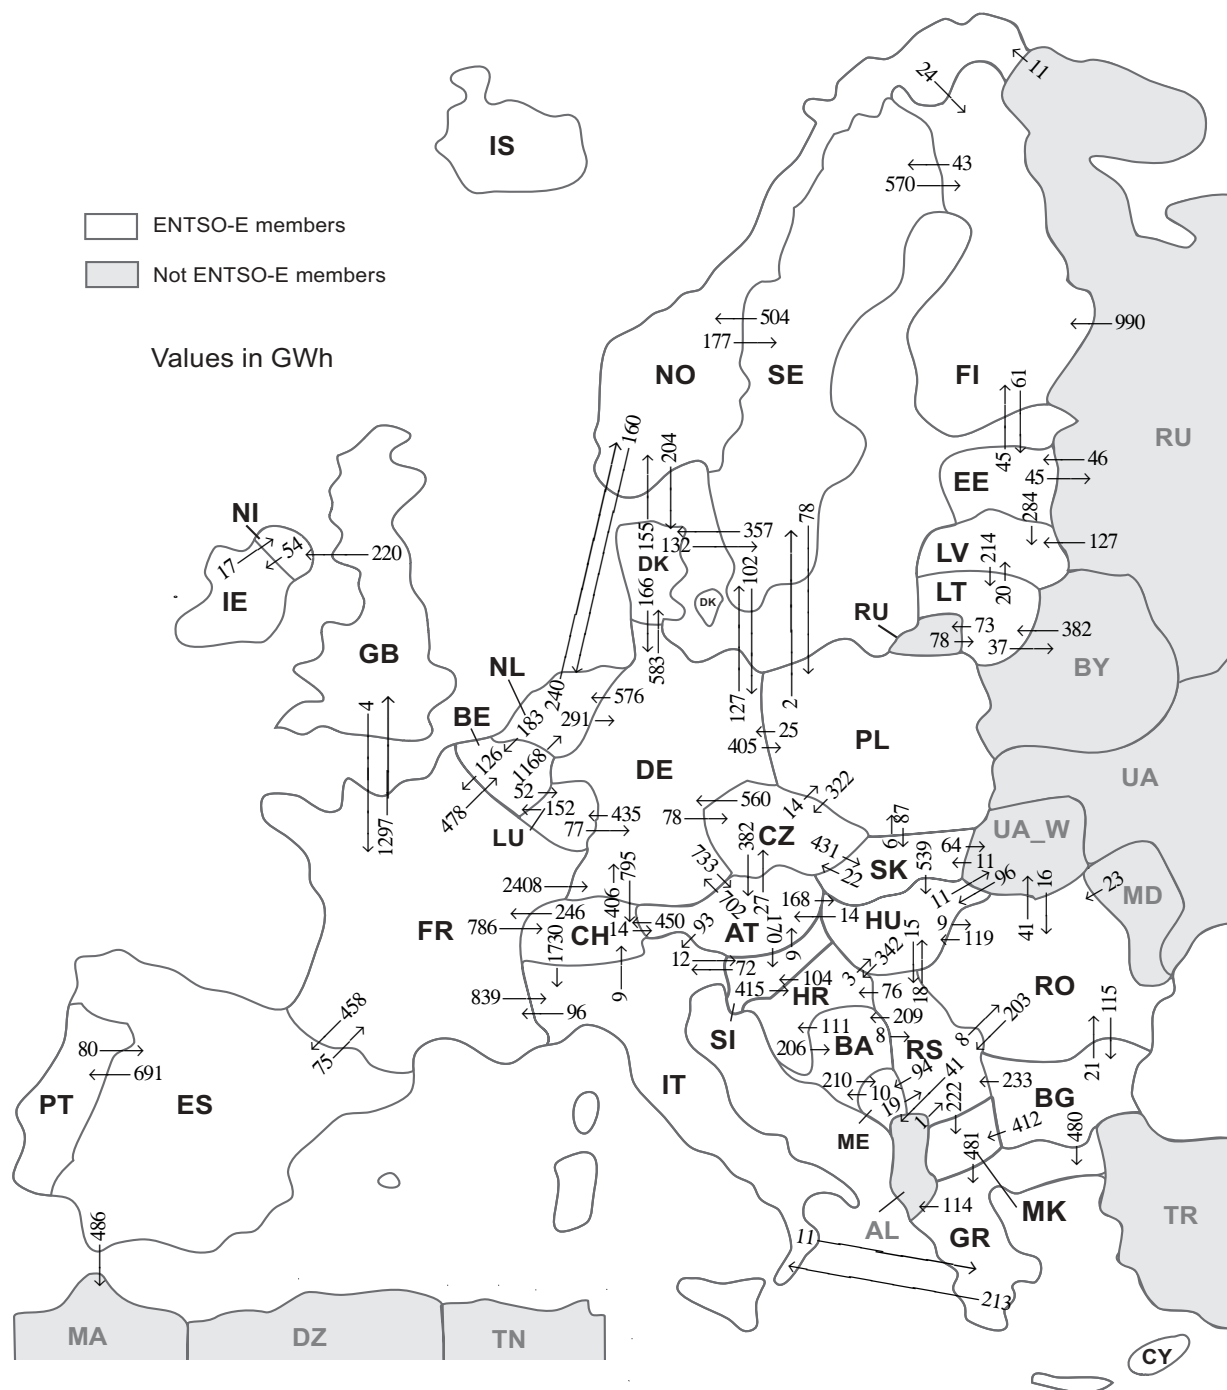 11
24
IS
43
570
ENTSO-E members
Not ENTSO-E members
504
990
177
Values in GWh
NO
SE
FI
61
RU
160
204
45
46
45
EE
NI
78
284
357
155
132
54
220
LV
214
127
17
DK
102
IE
166
DK
LT
20
RU
73
382
78
37
GB
BY
NL
583
240
576
127
2
4
BE
183
291
25
405
PL
126
1168
DE
UA
52
560
14
322
478
152
435
78
1297
LU
77
CZ
6
87
UA_W
382
431
64
539
SK
11
22
795
733
2408
406
702
27
168
11
96
16
23
MD
246
450
93
14
HU
FR
786
CH
14
AT
170
15
9
41
1730
9
342
119
12
72
3
9
415
104
76
18
RO
839
HR
96
209
203
115
458
SI
111
8
8
80
75
206
BA
RS
IT
94
41
21
691
210
10
222
233
PT
ES
19
1
BG
ME
412
480
481
486
114
MK
AL
GR
TR
11
213
MA
DZ
TN
CY